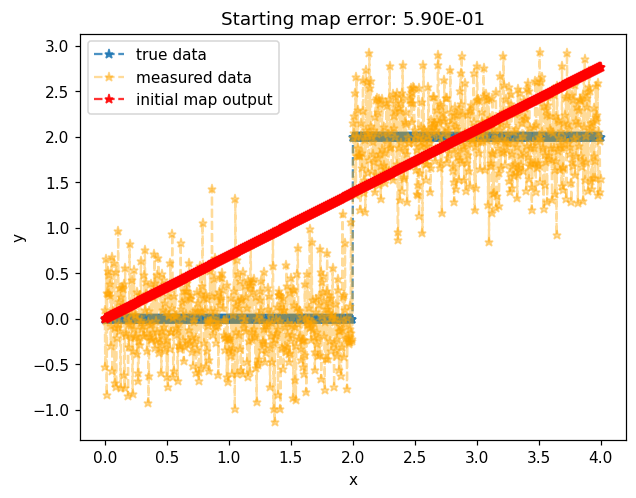 Starting map error: 5.90E-01
true data
measured data
initial map output
3.0
2.5
2.0
1.5
1.0
0.5
0.0
−0.5
−1.0
y
0.0 0.5 1.0 1.5 2.0 2.5 3.0 3.5 4.0
x